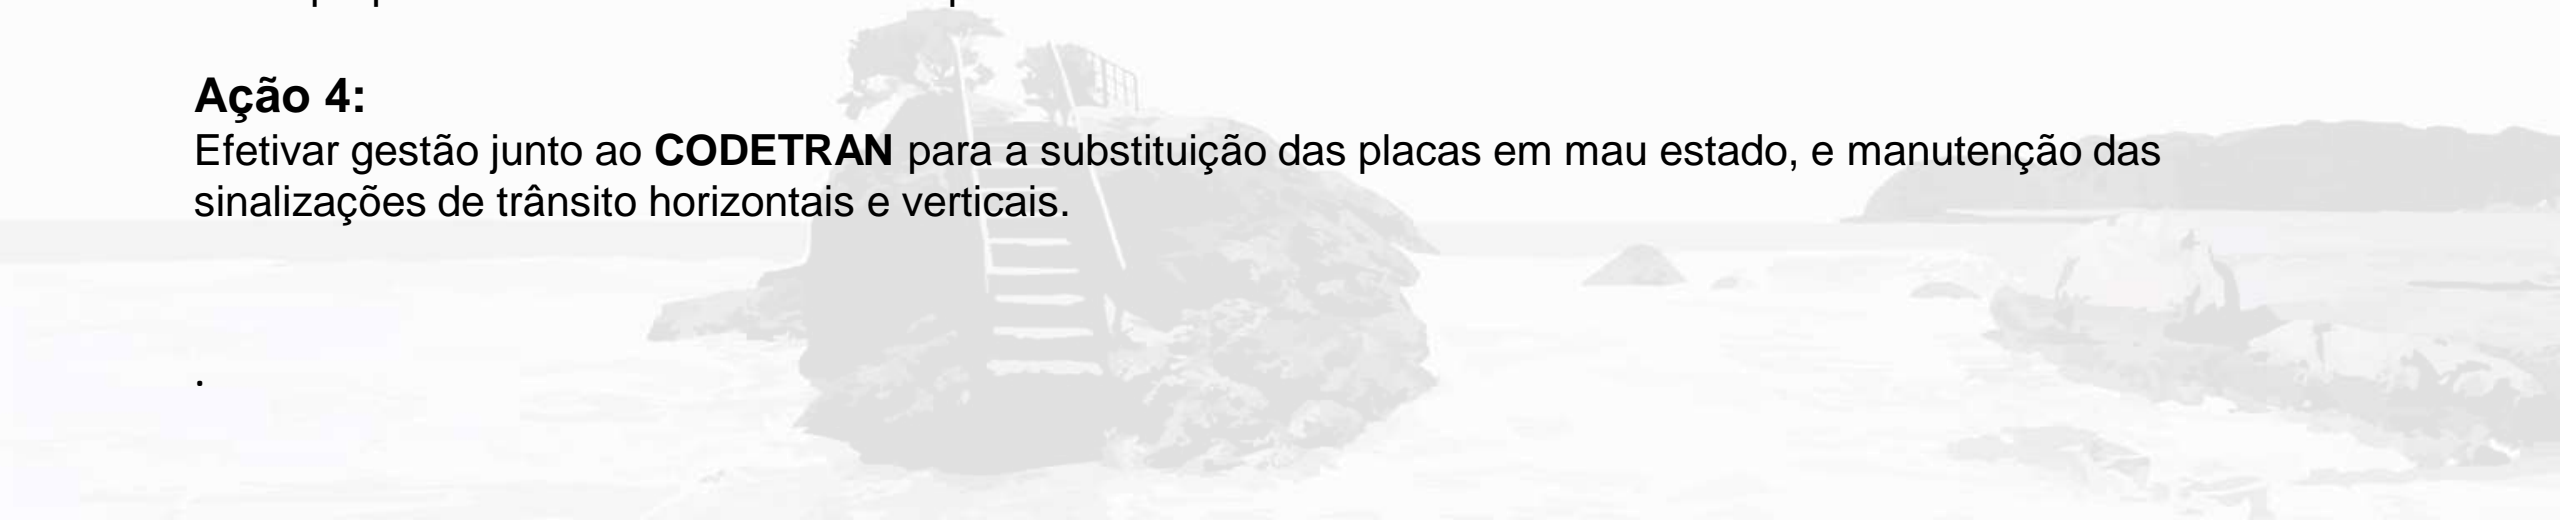 Ação 4:
Efetivar gestão junto ao CODETRAN para a substituição das placas em mau estado, e manutenção das
sinalizações de trânsito horizontais e verticais.
.